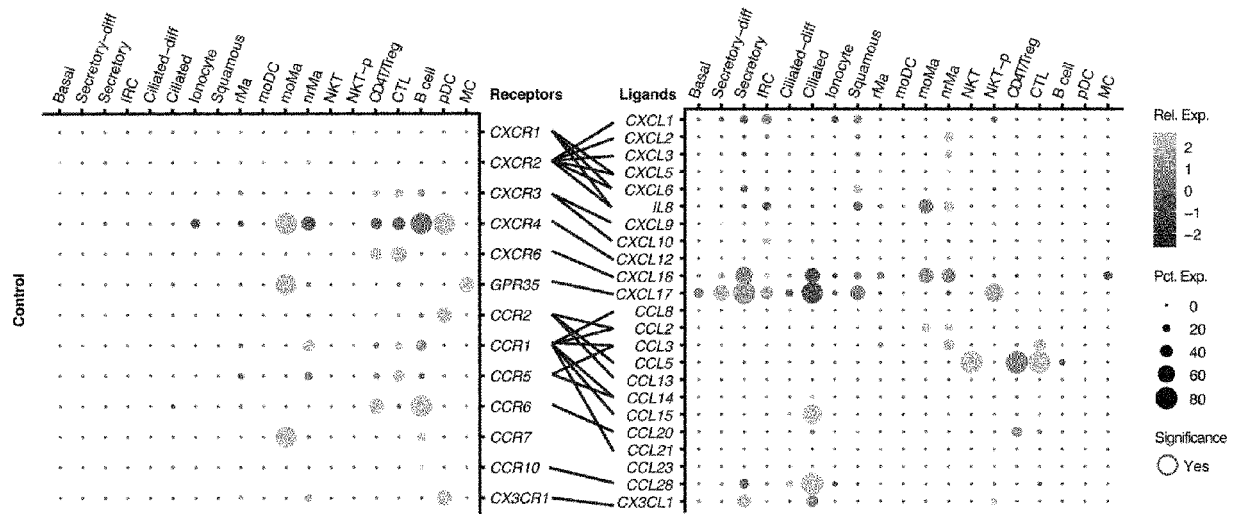 Basal
Secretory-diff
Secretory
IRC
Ciliated-diff
Ciliated
Ionocyte
Squamous
rMa
moDC
moMa
nrMa
NKT
NKT-p
CD4T/Treg
CTL
B cell
pDC
MC
Receptors
Ligands
Basal
Secretory-diff
Secretory
IRC
Ciliated-diff
Ciliated
Ionocyte
Squamous
rMa
moDC
moMa
nrMa
NKT
NKT-p
CD4T/Treg
CTL
B cell
pDC
MC
Control
CXCR1
CXCR2
CXCR3
CXCR4
CXCR6
GPR35
CCR2
CCR1
CCR5
CCR6
CCR7
CCR10
CX3CR1
CXCL1
CXCL2
CXCL3
CXCL5
CXCL6
IL8
CXCL9
CXCL10
CXCL12
CXCL16
CXCL17
CCL8
CCL2
CCL3
CCL5
CCL13
CCL14
CCL15
CCL20
CCL21
CCL23
CCL28
CX3CL1
Rel. Exp.
2
1
0
-1
-2
Pct. Exp.
0
20
40
60
80
Significance
Yes